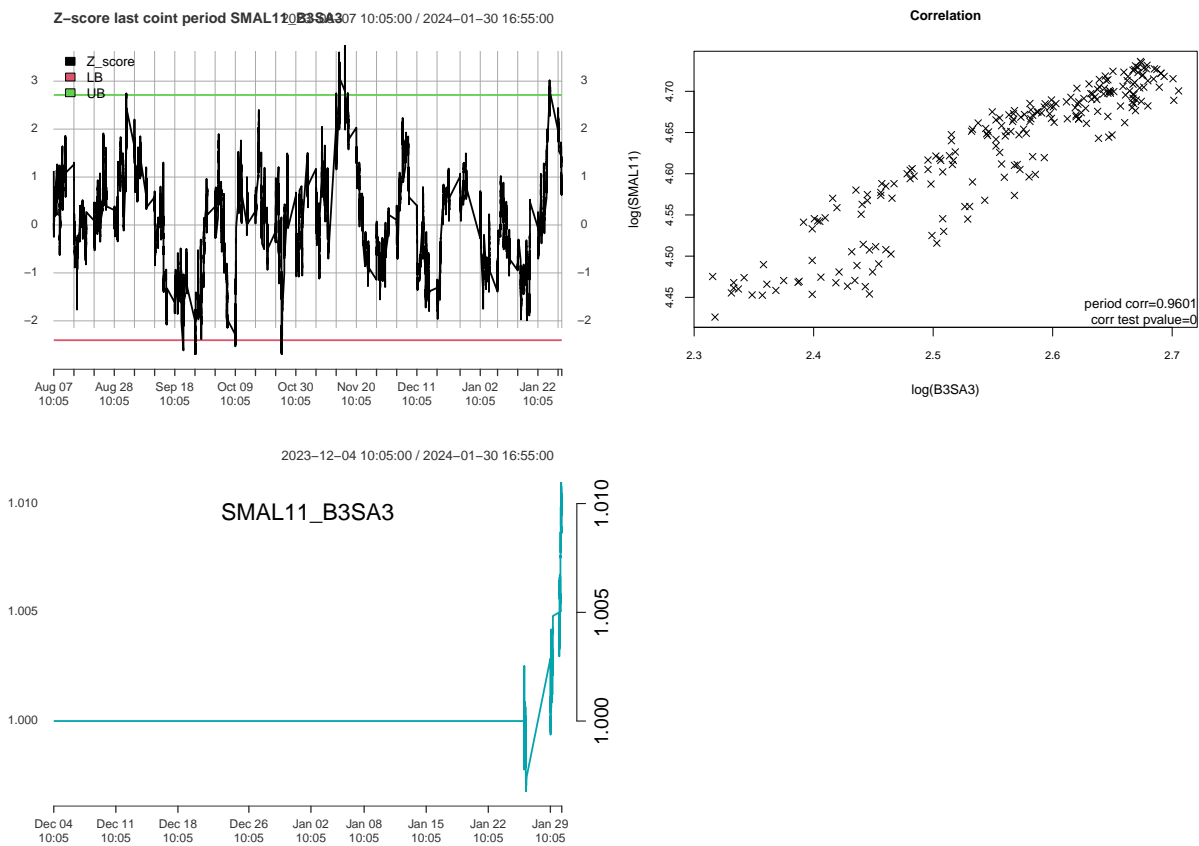 Z−score last coint period SMAL11_B3SA3
10:05:00 / 2024−01−30 16:55:00
Z_score
LB
UB
3
2
1
0
−1
−2
3
2
1
0
−1
−2
Aug 07 10:05
Aug 28 10:05
Sep 18 10:05
Oct 09 10:05
Oct 30 10:05
Nov 20 10:05
Dec 11 10:05
Jan 02 10:05
Jan 22 10:05
Correlation
log(SMAL11)
4.70
4.65
4.60
4.55
4.50
4.45
period corr=0.9601
corr test pvalue=0
2.3
2.4
2.5
2.6
2.7
log(B3SA3)
2023−12−04 10:05:00 / 2024−01−30 16:55:00
SMAL11_B3SA3
1.010
1.005
1.000
1.010
1.005
1.000
Dec 04 10:05
Dec 11 10:05
Dec 18 10:05
Dec 26 10:05
Jan 02 10:05
Jan 08 10:05
Jan 15 10:05
Jan 22 10:05
Jan 29 10:05